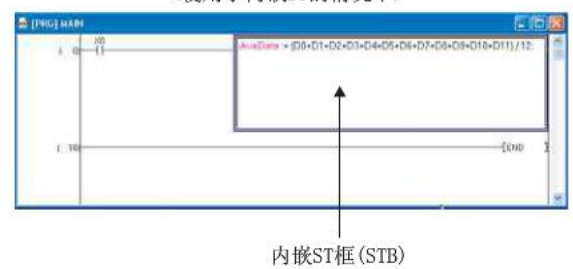 [PRG] MAIN
X0
0
AveData := (D0+D1+D2+D3+D4+D5+D6+D7+D8+D9+D10+D11)/12;
[END ]
内嵌ST框(STB)